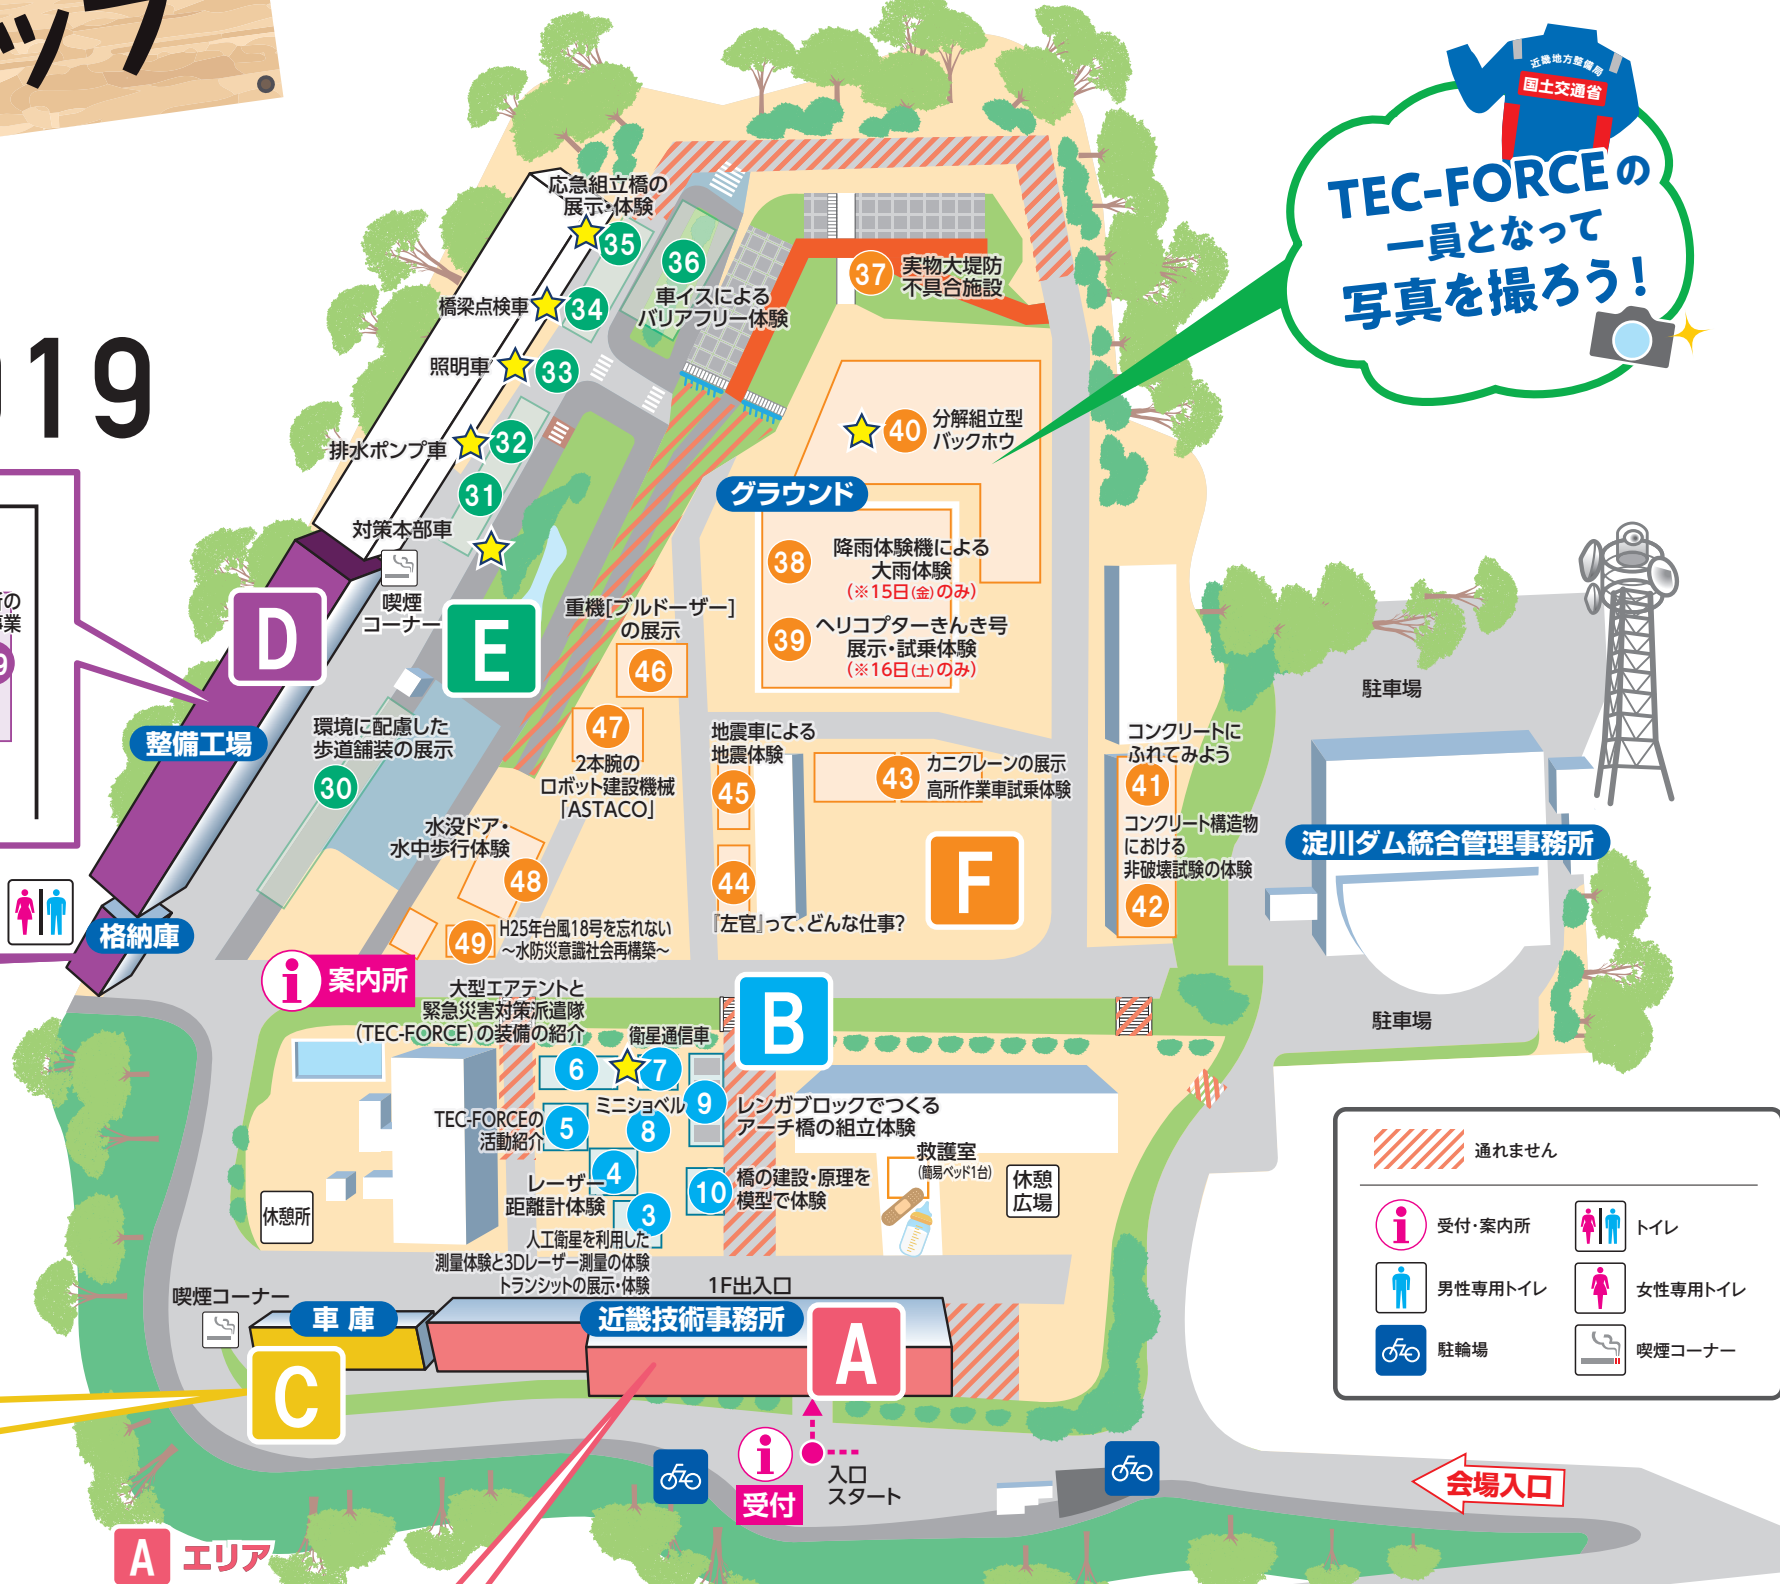 ップ
019
近畿地方整備局
国土交通省
TEC-FORCEの
一員となって
写真を撮ろう!
応急組立橋の
展示・体験
35
36
車イスによる
バリアフリー体験
37
実物大堤防
不具合施設
橋梁点検車
34
照明車
33
排水ポンプ車
32
31
対策本部車
喫煙
コーナー
40
分解組立型
バックホウ
グラウンド
38
降雨体験機による
大雨体験
(※15日(金)のみ)
39
ヘリコプターきんき号
展示・試乗体験
(※16日(土)のみ)
D
E
重機[ブルドーザー]
の展示
46
47
2本腕の
ロボット建設機械
「ASTACO」
整備工場
環境に配慮した
歩道舗装の展示
30
水没ドア・
水中歩行体験
48
49
H25年台風18号を忘れない
〜水防災意識社会再構築〜
格納庫
案内所
地震車による
地震体験
45
44
『左官』って、どんな仕事?
43
カニクレーンの展示
高所作業車試乗体験
F
コンクリートに
ふれてみよう
41
コンクリート構造物
における
非破壊試験の体験
42
駐車場
淀川ダム統合管理事務所
駐車場
B
大型エアテントと
緊急災害対策派遣隊
(TEC-FORCE)の装備の紹介
6
衛星通信車
7
TEC-FORCEの
活動紹介
5
ミニショベル
8
9
レンガブロックでつくる
アーチ橋の組立体験
レーザー
距離計体験
4
10
橋の建設・原理を
模型で体験
3
人工衛星を利用した
測量体験と3Dレーザー測量の体験
トランシットの展示・体験
救護室
(簡易ベッド1台)
休憩
広場
休憩所
喫煙コーナー
車庫
C
1F出入口
近畿技術事務所
A
受付
入口
スタート
会場入口
通れません
受付・案内所
トイレ
男性専用トイレ
女性専用トイレ
駐輪場
喫煙コーナー
A エリア